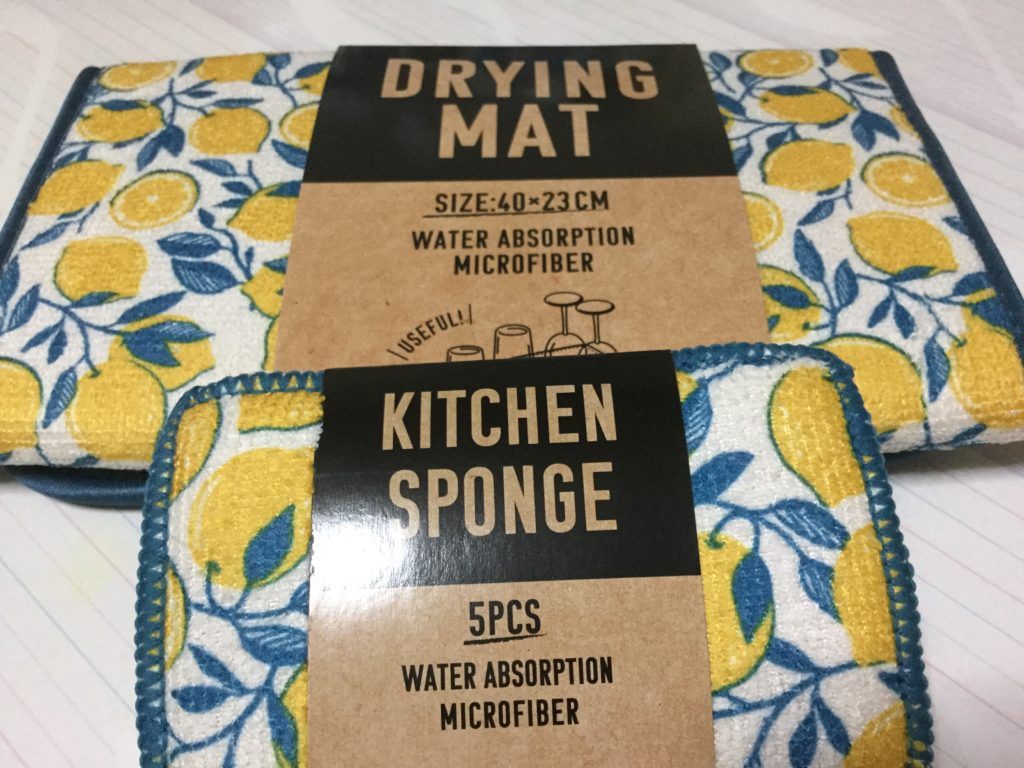 DRYING
MAT
SIZE:40×23CM
WATER ABSORPTION
MICROFIBER
USEFUL!
KITCHEN
SPONGE
5PCS
WATER ABSORPTION
MICROFIBER